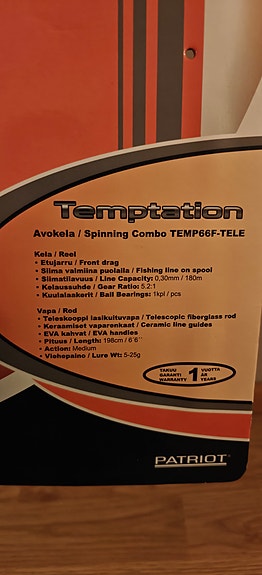 Temptation
Avokela / Spinning Combo TEMP66F-TELE
Kela / Reel
• Etujarru / Front drag
• Siima valmiina puolalla / Fishing line on spool
• Siimatilavuus / Line Capacity: 0,30mm / 180m
• Kelaussuhde / Gear Ratio: 5.2:1
• Kuulalaakerit / Ball Bearings: 1kpl / pcs
Vapa / Rod
• Teleskooppi lasikuituvapa / Telescopic fiberglass rod
• Keraamiset vaparenkaat / Ceramic line guides
• EVA kahvat / EVA handles
• Pituus / Length: 198cm / 6´6´´
• Action: Medium
• Viehepaino / Lure Wt: 5-25g
TAKUU
GARANTI
WARRANTY
1
VUOTTA
ÅR
YEARS
PATRIOT